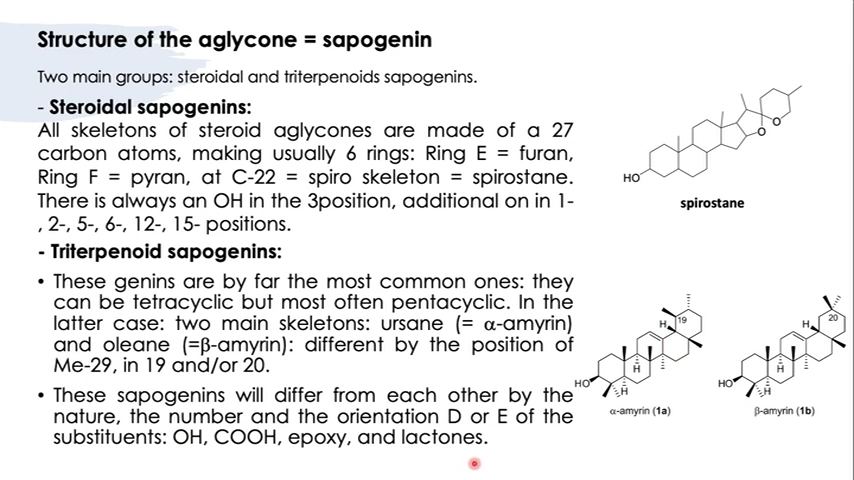 Structure of the aglycone = sapogenin
Two main groups: steroidal and triterpenoids sapogenins.
- Steroidal sapogenins:
All skeletons of steroid aglycones are made of a 27
carbon atoms, making usually 6 rings: Ring E = furan,
Ring F = pyran, at C-22 = spiro skeleton = spirostane.
There is always an OH in the 3position, additional on in 1-
, 2-, 5-, 6-, 12-, 15- positions.
- Triterpenoid sapogenins:
• These genins are by far the most common ones: they
can be tetracyclic but most often pentacyclic. In the
latter case: two main skeletons: ursane (= α-amyrin)
and oleane (=β-amyrin): different by the position of
Me-29, in 19 and/or 20.
• These sapogenins will differ from each other by the
nature, the number and the orientation D or E of the
substituents: OH, COOH, epoxy, and lactones.
O
O
HO
spirostane
19
H
H
HO
H
α-amyrin (1a)
20
H
H
HO
H
β-amyrin (1b)